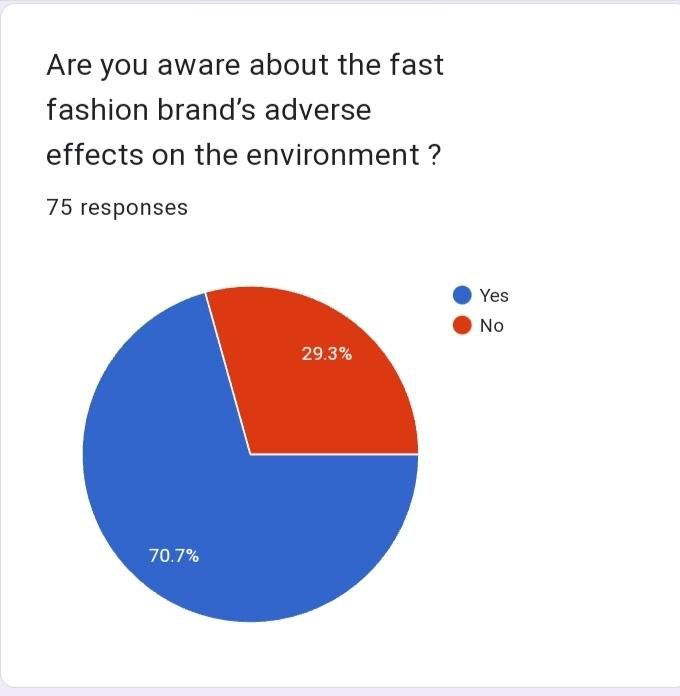 Are you aware about the fast
fashion brand’s adverse
effects on the environment ?
75 responses
Yes
No
29.3%
70.7%